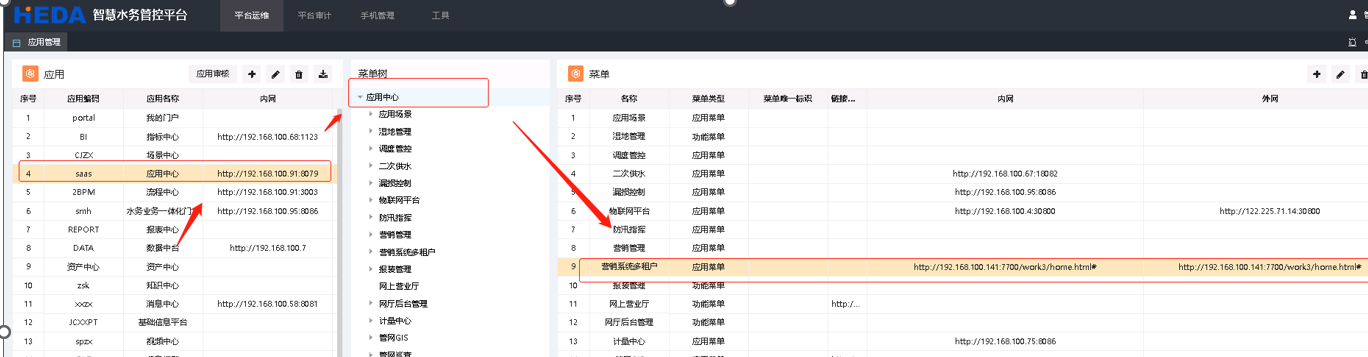 HEDA 智慧水务管控平台 平台运维 平台审计 手机管理 工具
应用管理
应用 应用审核
序号 应用编码 应用名称 内网
1 portal 我的门户
2 BI 指标中心 http://192.168.100.68:1123
3 CJZX 场景中心
4 saas 应用中心 http://192.168.100.91:8079
5 2BPM 流程中心 http://192.168.100.91:3003
6 smh 水务业务一体化门 http://192.168.100.95:8086
7 REPORT 报表中心
8 DATA 数据中台 http://192.168.100.7
9 资产中心 资产中心
10 zsk 知识中心
11 xxzx 消息中心 http://192.168.100.58:8081
12 JCXXPT 基础信息平台
13 spzx 视频中心
菜单树
应用中心
应用场景
湿地管理
调度管控
二次供水
漏损控制
物联网平台
防汛指挥
营销管理
营销系统多租户
报装管理
网上营业厅
网厅后台管理
计量中心
管网GIS
管网巡查
菜单
序号 名称 菜单类型 菜单唯一标识 链接... 内网 外网
1 应用场景 应用菜单
2 湿地管理 功能菜单
3 调度管控 应用菜单
4 二次供水 应用菜单 http://192.168.100.67:18082
5 漏损控制 应用菜单 http://192.168.100.95:8086
6 物联网平台 应用菜单 http://192.168.100.4:30800 http://122.225.71.14:30800
7 防汛指挥 应用菜单
8 营销管理 应用菜单
9 营销系统多租户 应用菜单 http://192.168.100.141:7700/work3/home.html# http://192.168.100.141:7700/work3/home.html#
10 报装管理 功能菜单
11 网上营业厅 功能菜单 http:/...
12 网厅后台管理 功能菜单
13 计量中心 应用菜单 http://192.168.100.75:8086